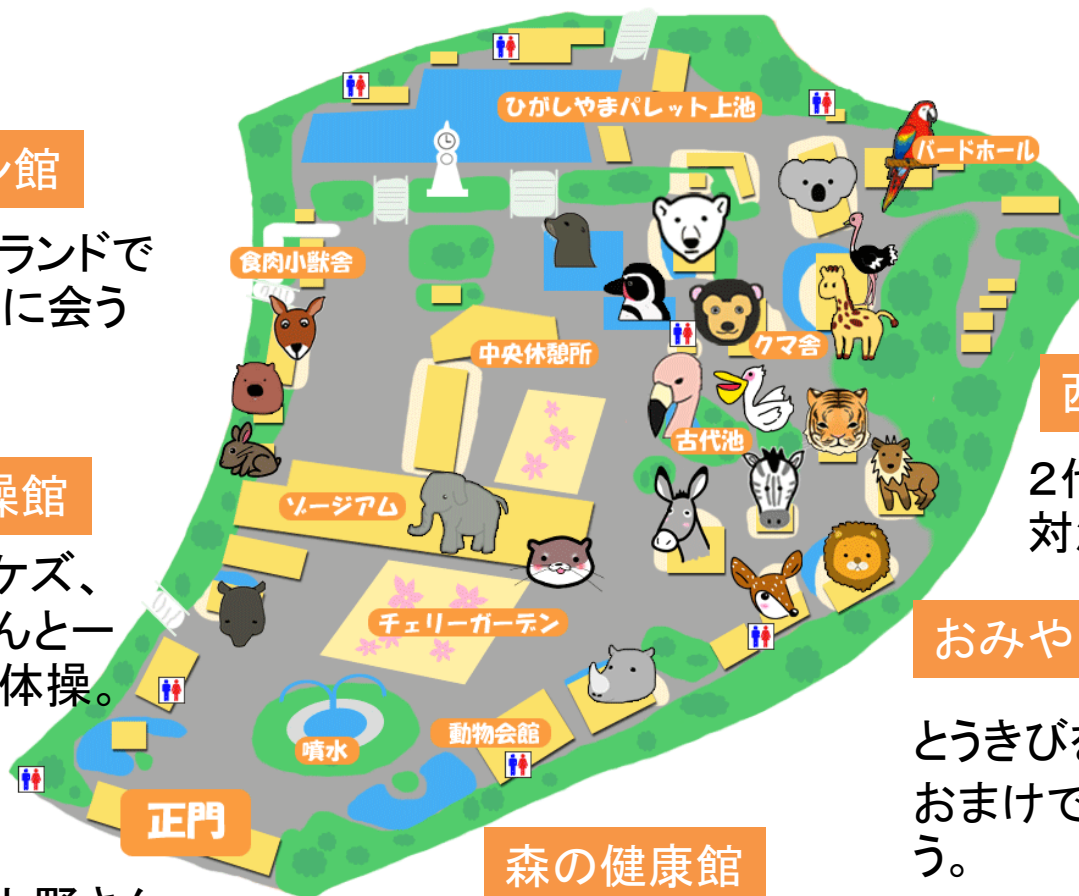 ひがしやまパレット上池
バードホール
ン館
ランドで
に会う
食肉小獣舎
中央休憩所
クマ舎
古代池
操館
ケズ、
んと一
体操。
ゾージアム
チェリーガーデン
２代
おみや
噴水
動物会館
正門
とうきびを
おまけで
う。
森の健康館